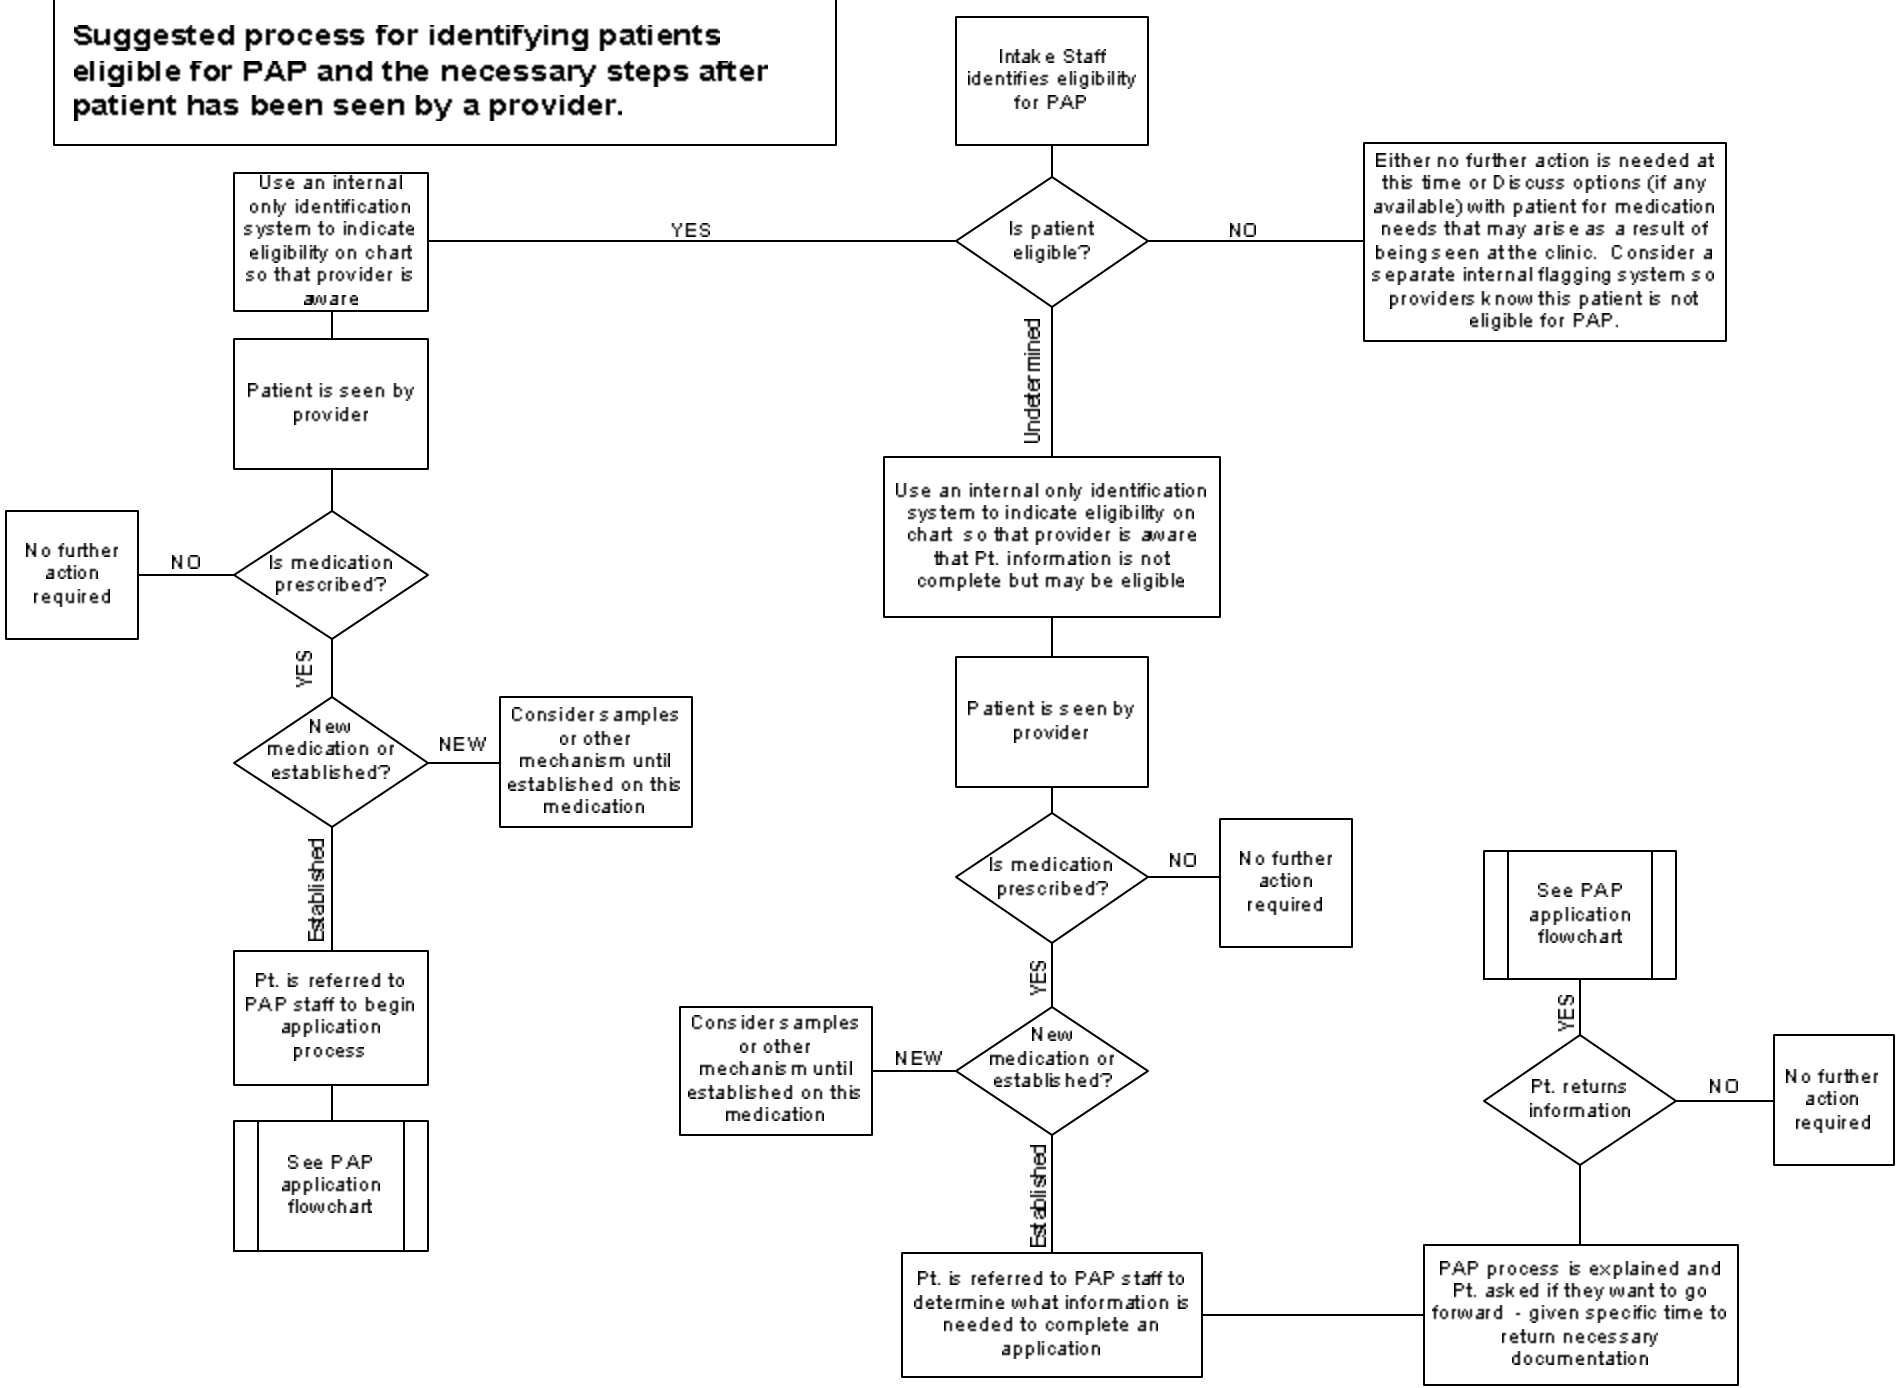 Suggested process for identifying patients
eligible for PAP and the necessary steps after
patient has been seen by a provider.
Intake Staff
identifies eligibility
for PAP
Is patient
eligible?
YES
NO
Undetermined
Either no further action is needed at
this time or Discuss options (if any
available) with patient for medication
needs that may arise as a result of
being seen at the clinic. Consider a
separate internal flagging system so
providers know this patient is not
eligible for PAP.
Use an internal
only identification
system to indicate
eligibility on chart
so that provider is
aware
Patient is seen by
provider
Is medication
prescribed?
NO
No further
action
required
YES
New
medication or
established?
NEW
Consider samples
or other
mechanism until
established on this
medication
Established
Pt. is referred to
PAP staff to begin
application
process
See PAP
application
flowchart
Use an internal only identification
system to indicate eligibility on
chart so that provider is aware
that Pt. information is not
complete but may be eligible
Patient is seen by
provider
Is medication
prescribed?
NO
No further
action
required
YES
New
medication or
established?
NEW
Consider samples
or other
mechanism until
established on this
medication
Established
Pt. is referred to PAP staff to
determine what information is
needed to complete an
application
PAP process is explained and
Pt. asked if they want to go
forward - given specific time to
return necessary
documentation
Pt. returns
information
NO
No further
action
required
YES
See PAP
application
flowchart